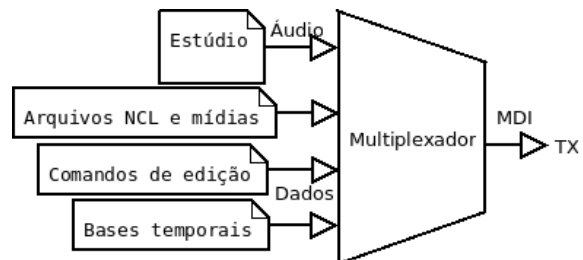 Estúdio
Áudio
Arquivos NCL e mídias
Comandos de edição
Dados
Bases temporais
Multiplexador
MDI
TX